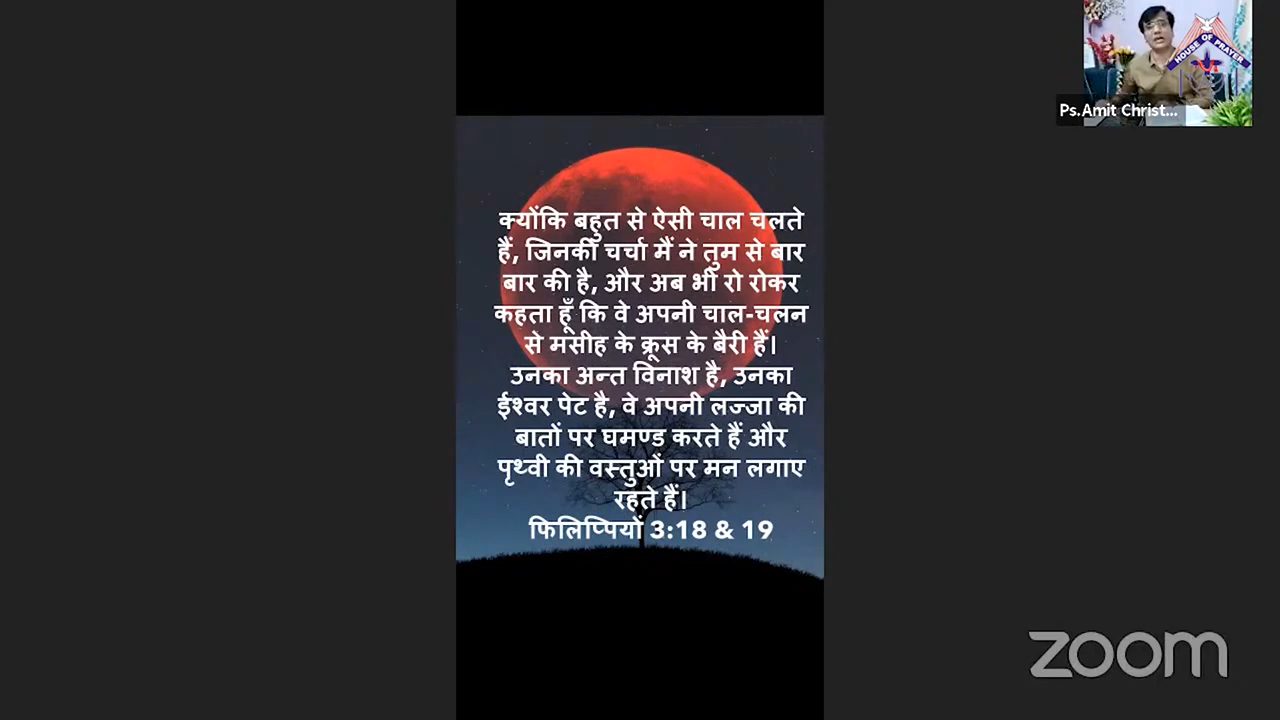 HOUSE OF PRAYER
Ps.Amit Christ...
क्योंकि बहुत से ऐसी चाल चलते
हैं, जिनकी चर्चा मैं ने तुम से बार
बार की है, और अब भी रो रोकर
कहता हूँ कि वे अपनी चाल-चलन
से मसीह के क्रूस के बैरी हैं।
उनका अन्त विनाश है, उनका
ईश्वर पेट है, वे अपनी लज्जा की
बातों पर घमण्ड करते हैं और
पृथ्वी की वस्तुओं पर मन लगाए
रहते हैं।
फिलिप्पियों 3:18 & 19
zoom